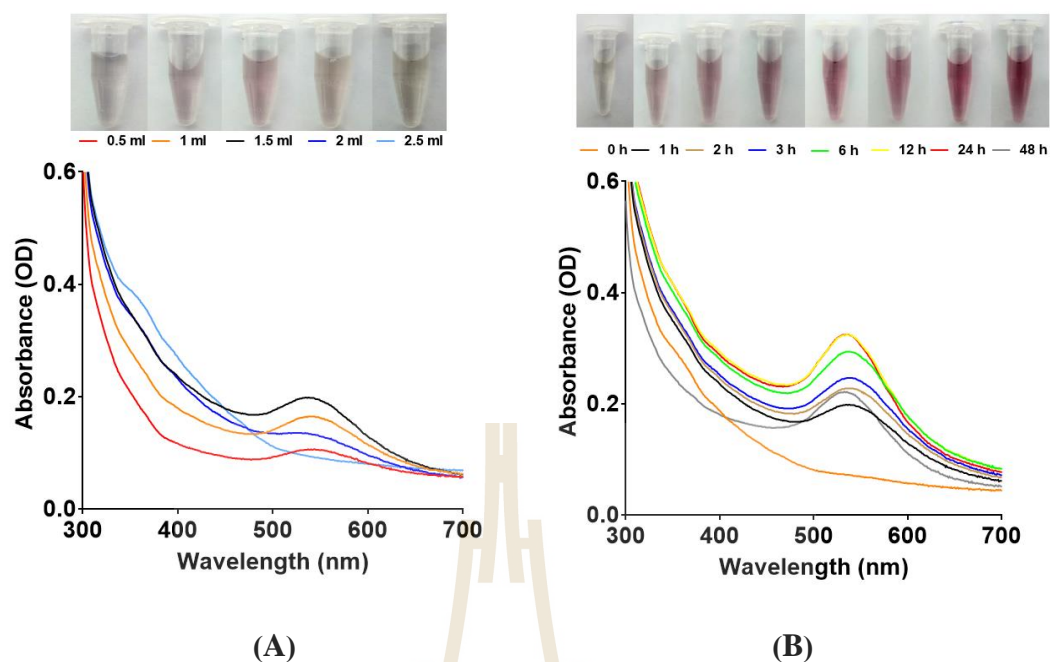 0.5 ml 1 ml 1.5 ml 2 ml 2.5 ml
0.6
0.4
0.2
0.0
300 400 500 600 700
Absorbance (OD)
Wavelength (nm)
(A)
0 h 1 h 2 h 3 h 6 h 12 h 24 h 48 h
0.6
0.4
0.2
0.0
300 400 500 600 700
Absorbance (OD)
Wavelength (nm)
(B)